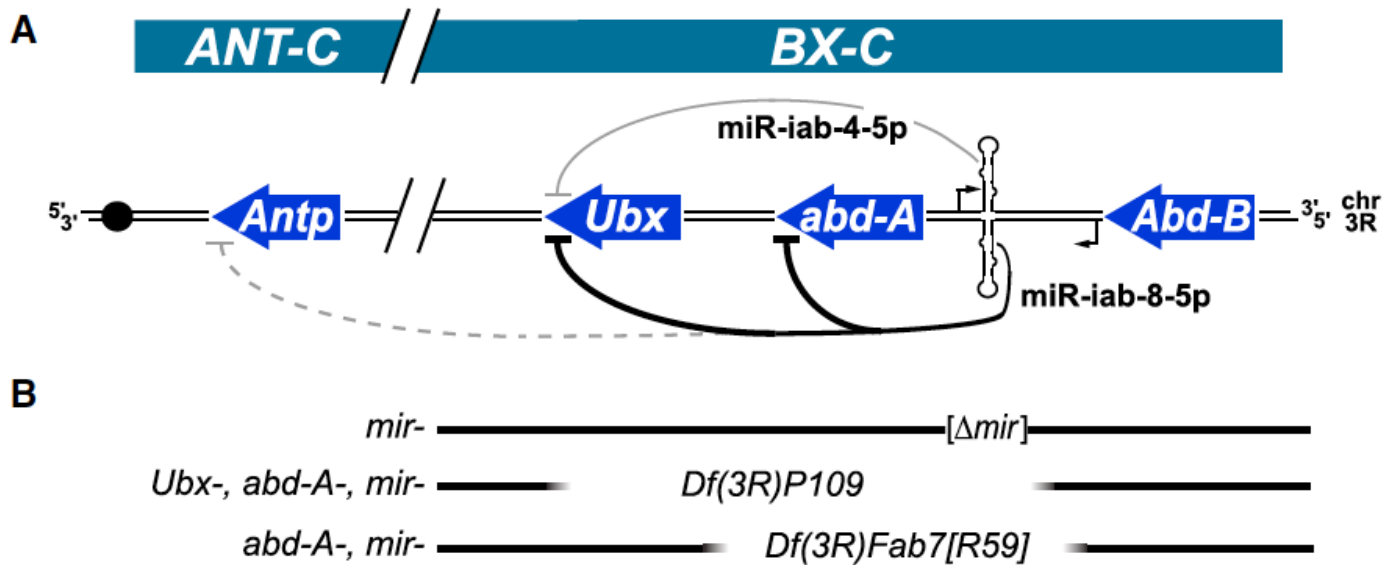 A
ANT-C BX-C
miR-iab-4-5p
5' 3' Antp Ubx abd-A Abd-B 3' 5' chr 3R
miR-iab-8-5p
B
mir- [Δmir]
Ubx-, abd-A-, mir- Df(3R)P109
abd-A-, mir- Df(3R)Fab7[R59]